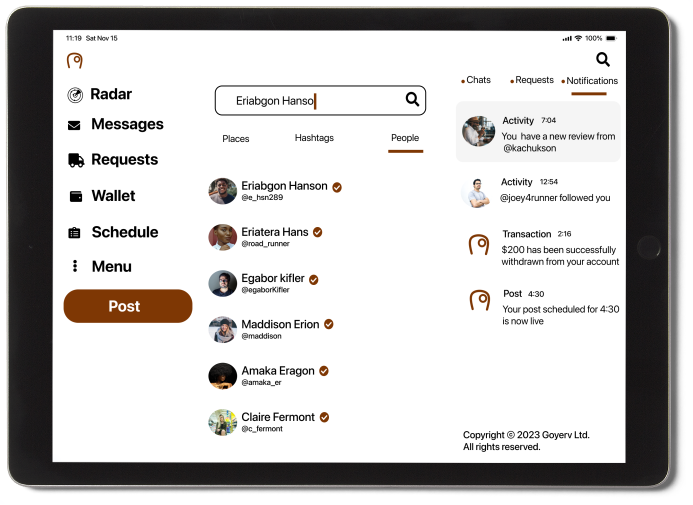 11:19 Sat Nov 15
100%
Radar
Messages
Requests
Wallet
Schedule
Menu
Post
Eriabgon Hanso
Places
Hashtags
People
Eriabgon Hanson
@e_hsn289
Eriatera Hans
@road_runner
Egabor kifler
@egaborKifler
Maddison Erion
@maddison
Amaka Eragon
@amaka_er
Claire Fermont
@c_fermont
Chats
Requests
Notifications
Activity 7:04
You have a new review from
@kachukson
Activity 12:54
@joey4runner followed you
Transaction 2:16
$200 has been successfully
withdrawn from your account
Post 4:30
Your post scheduled for 4:30
is now live
Copyright © 2023 Goyerv Ltd.
All rights reserved.